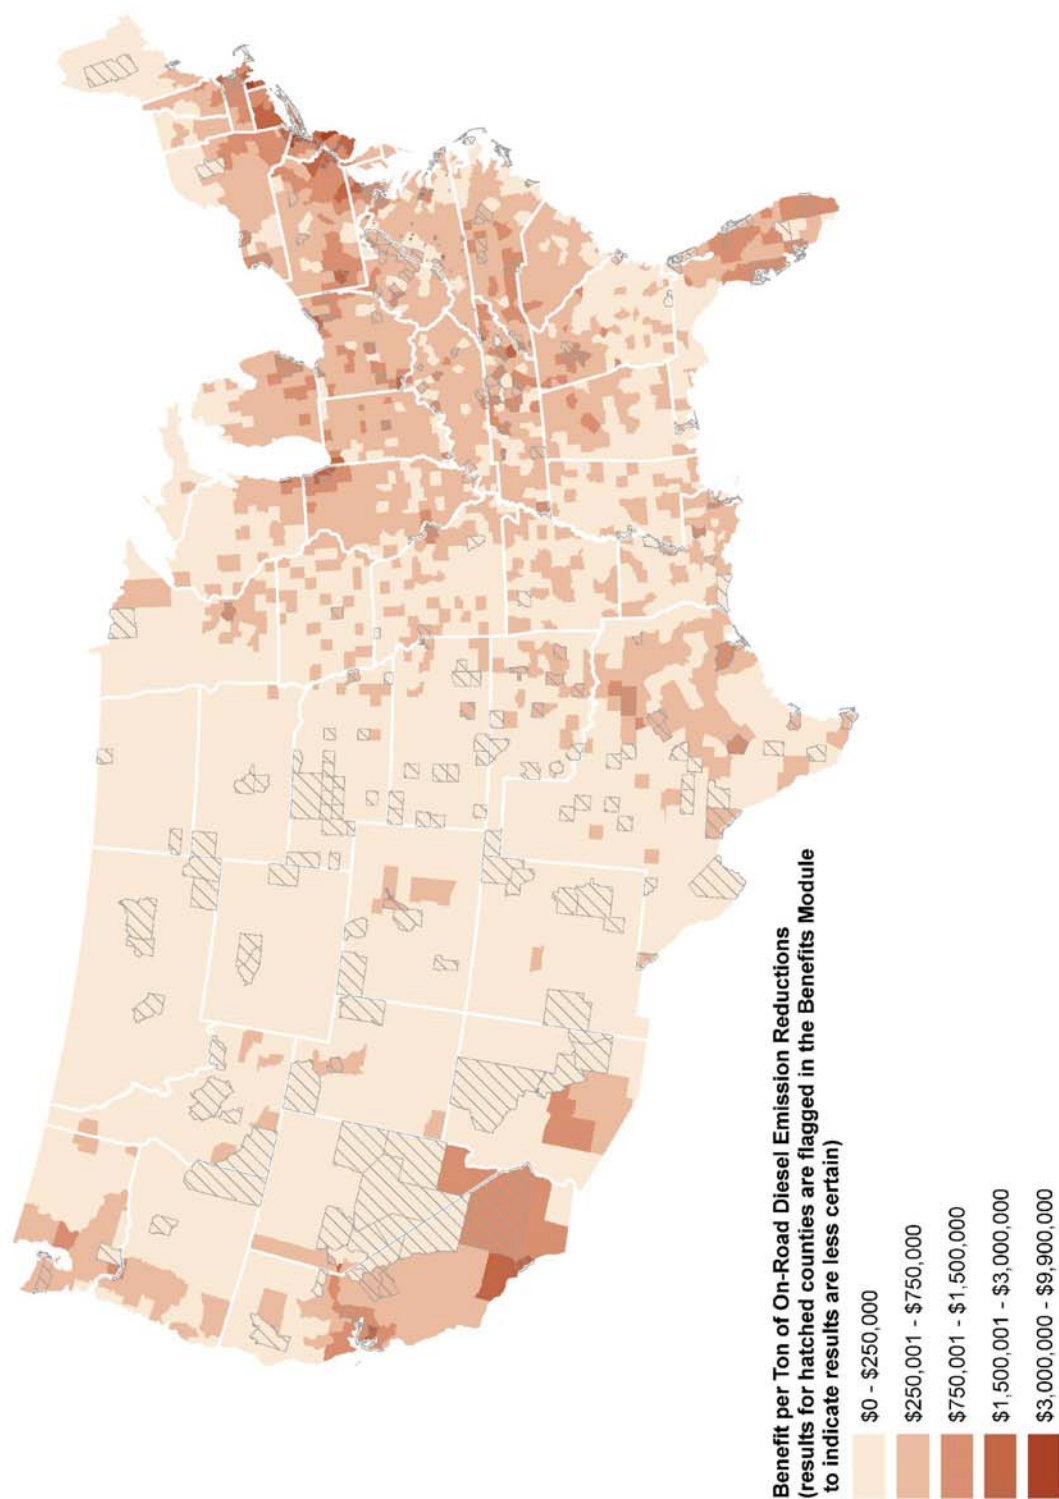 Benefit per Ton of On-Road Diesel Emission Reductions
(results for hatched counties are flagged in the Benefits Module
to indicate results are less certain)
$0 - $250,000
$250,001 - $750,000
$750,001 - $1,500,000
$1,500,001 - $3,000,000
$3,000,000 - $9,900,000